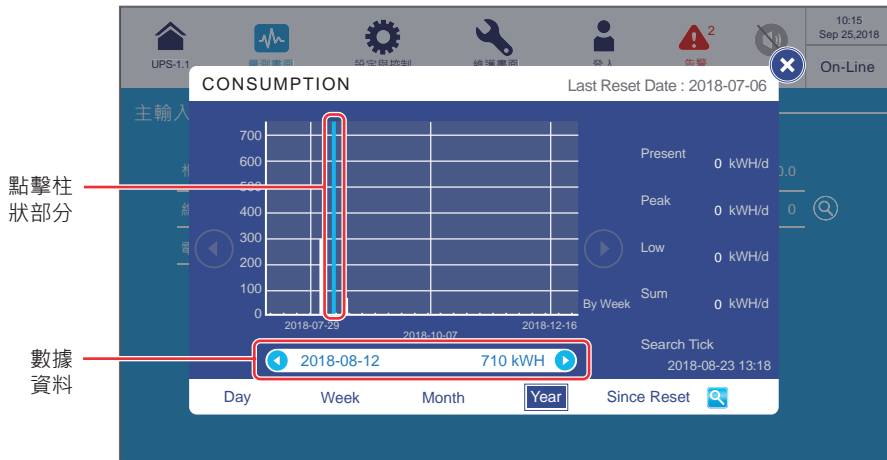 10:15
Sep 25,2018
UPS-1.1
量測畫面
設定與控制
維護畫面
登入
2
告警
On-Line
CONSUMPTION
Last Reset Date : 2018-07-06
主輸入
點擊柱
狀部分
700
600
500
400
300
200
100
0
2018-07-29
2018-10-07
2018-12-16
By Week
Present
0 kWH/d
Peak
0 kWH/d
Low
0 kWH/d
Sum
0 kWH/d
0
Search Tick
2018-08-23 13:18
數據
資料
2018-08-12
710 kWH
Day
Week
Month
Year
Since Reset